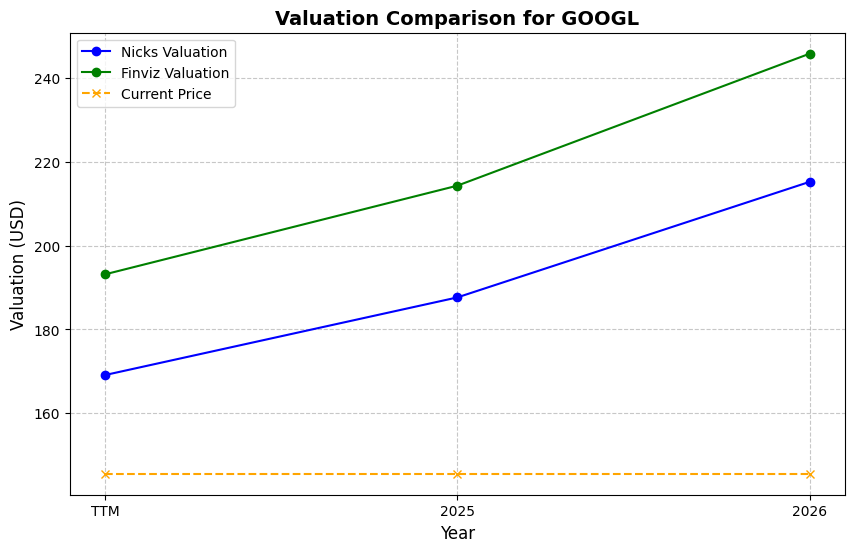 Valuation Comparison for GOOGL
Nicks Valuation
Finviz Valuation
Current Price
Valuation (USD)
240
220
200
180
160
TTM 2025 2026
Year